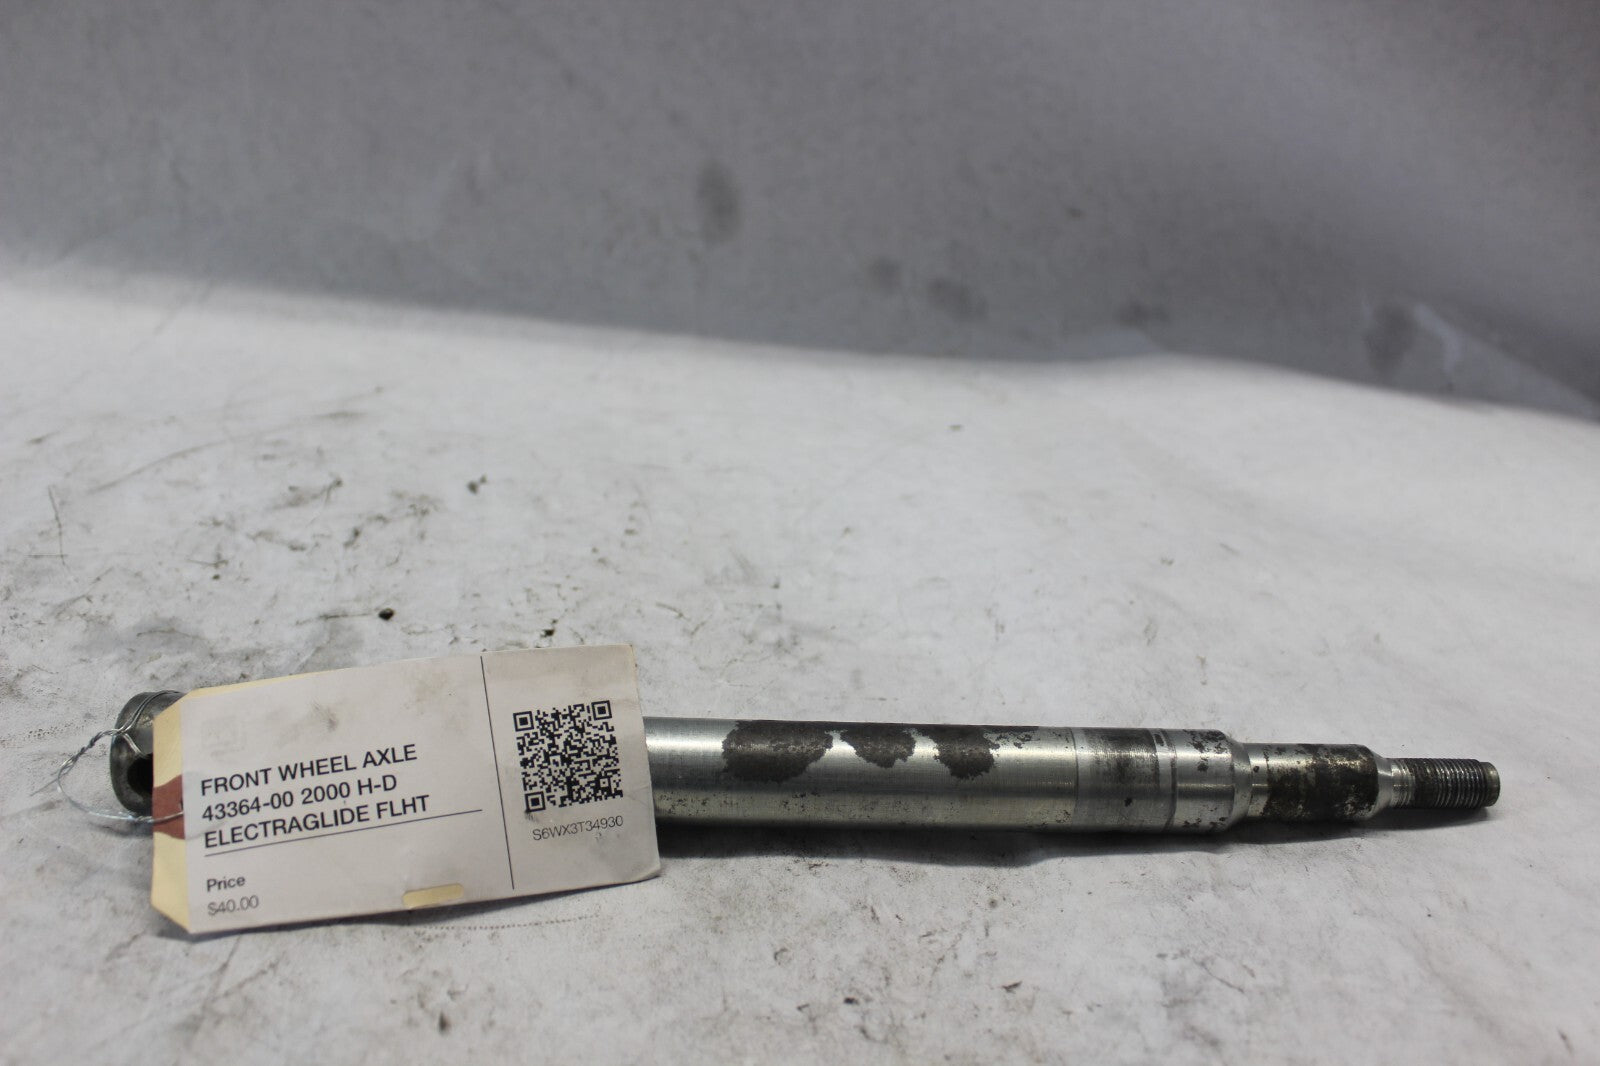 FRONT WHEEL AXLE
43364-00 2000 H-D
ELECTRAGLIDE FLHT
Price
$40.00
S6WX3T34930